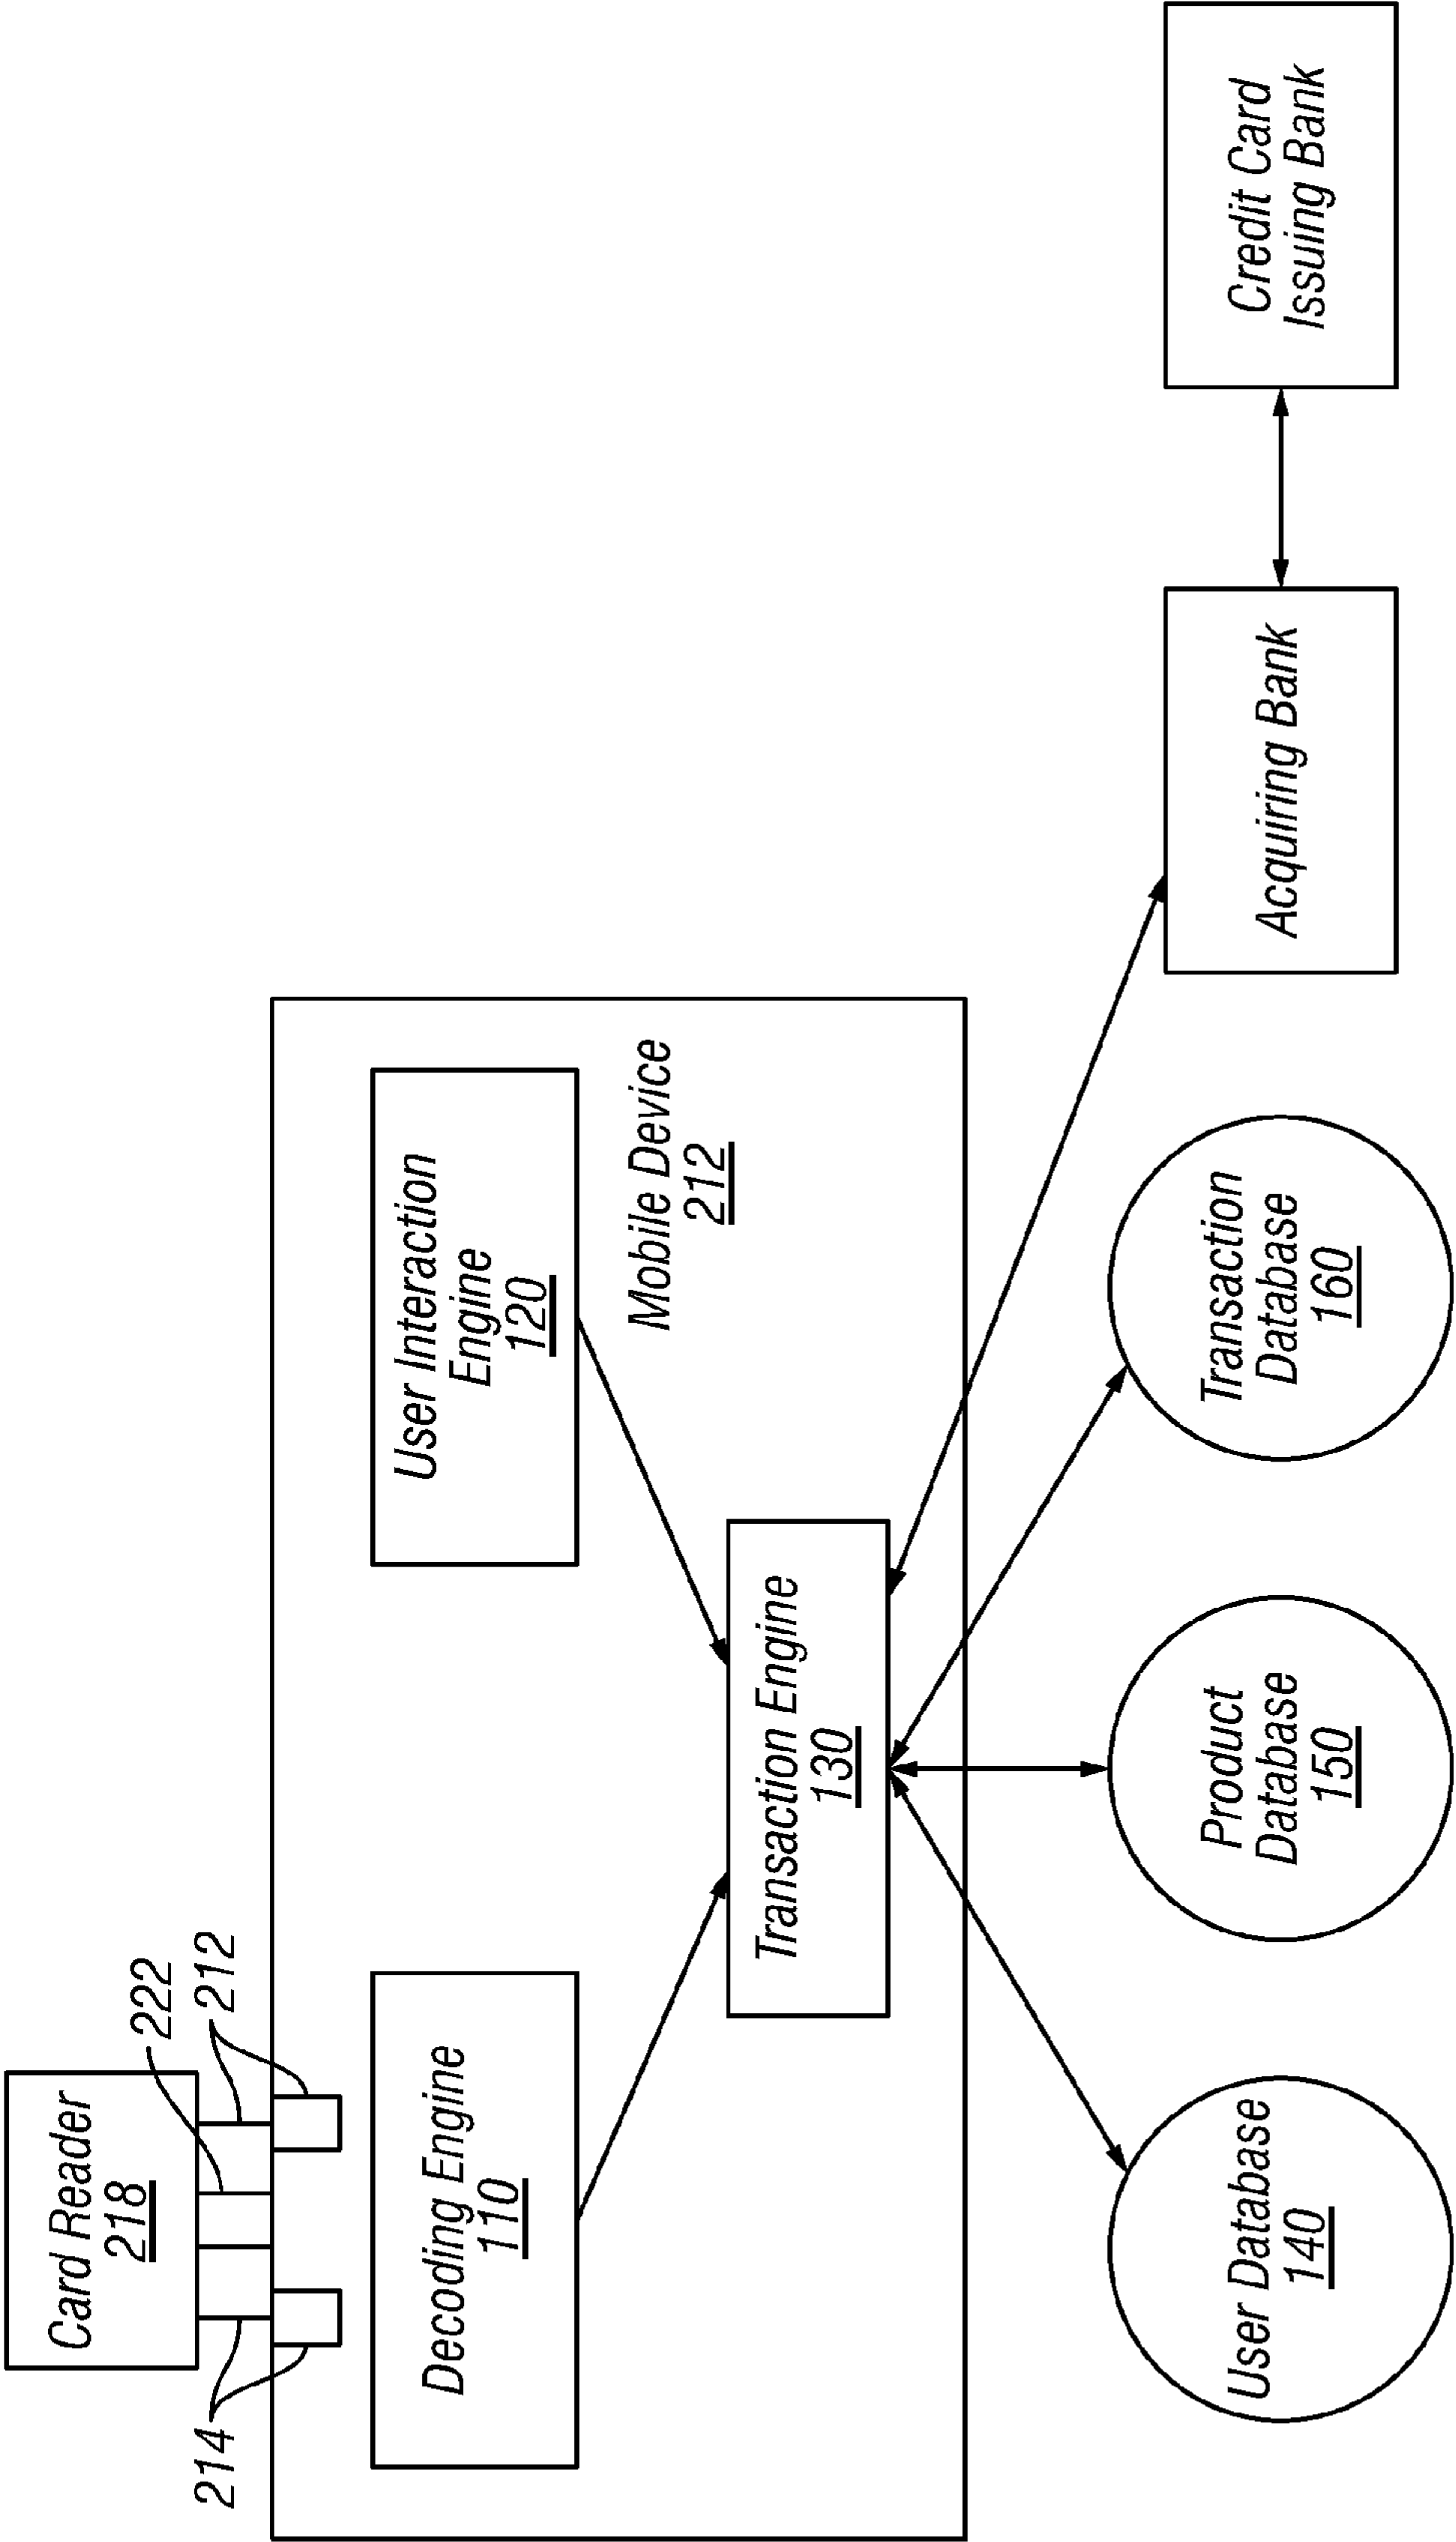 Card Reader
218
222
214
212
Decoding Engine
110
User Interaction
Engine
120
Mobile Device
212
Transaction Engine
130
User Database
140
Product
Database
150
Transaction
Database
160
Acquiring Bank
Credit Card
Issuing Bank